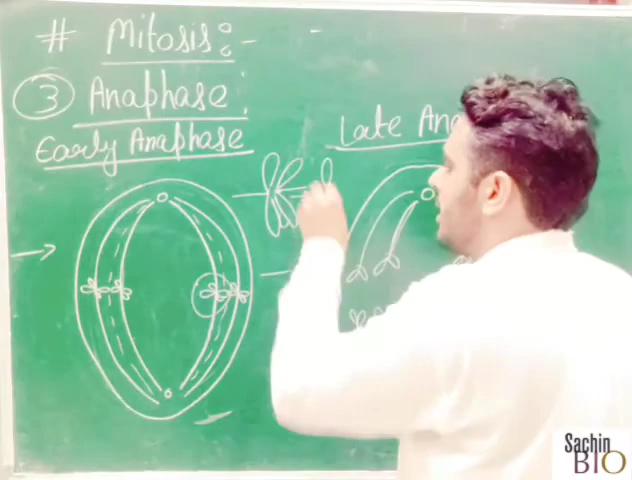 # Mitosis:-
③ Anaphase:
Early Anaphase
Late Ana
Sachin
BIO